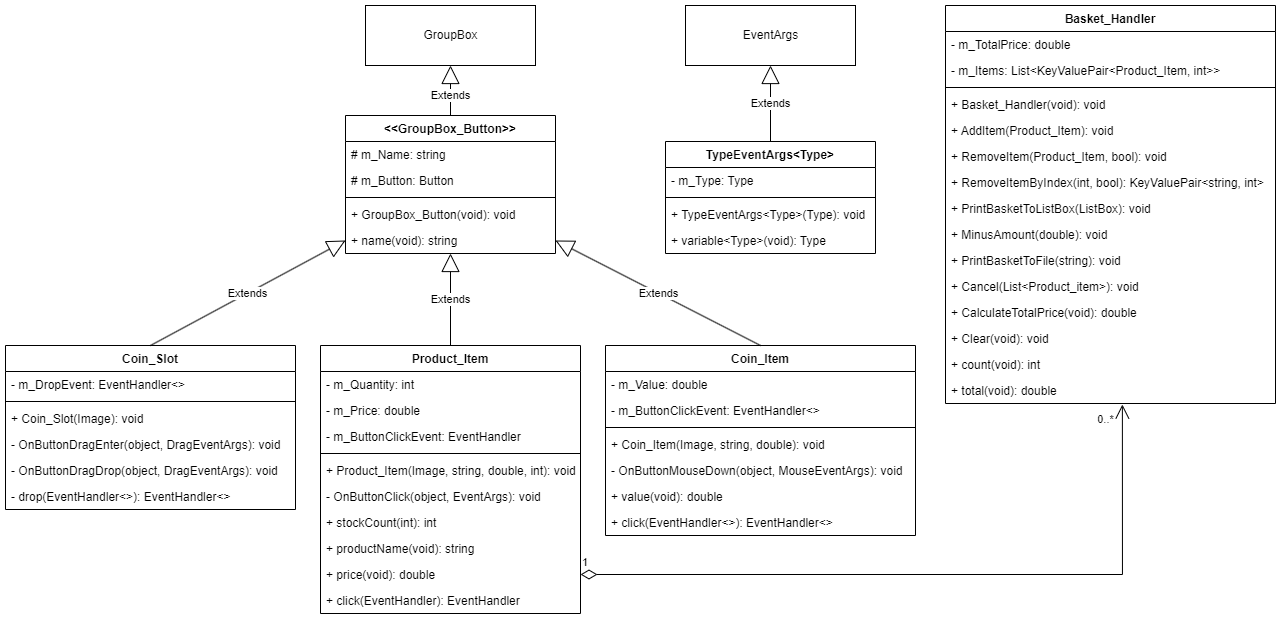 GroupBox
Extends
<<GroupBox_Button>>
# m_Name: string
# m_Button: Button
+ GroupBox_Button(void): void
+ name(void): string
EventArgs
Extends
TypeEventArgs<Type>
- m_Type: Type
+ TypeEventArgs<Type>(Type): void
+ variable<Type>(void): Type
Basket_Handler
- m_TotalPrice: double
- m_Items: List<KeyValuePair<Product_Item, int>>
+ Basket_Handler(void): void
+ AddItem(Product_Item): void
+ RemoveItem(Product_Item, bool): void
+ RemoveItemByIndex(int, bool): KeyValuePair<string, int>
+ PrintBasketToListBox(ListBox): void
+ MinusAmount(double): void
+ PrintBasketToFile(string): void
+ Cancel(List<Product_item>): void
+ CalculateTotalPrice(void): double
+ Clear(void): void
+ count(void): int
+ total(void): double
Extends
Extends
Extends
Coin_Slot
- m_DropEvent: EventHandler<>
+ Coin_Slot(Image): void
- OnButtonDragEnter(object, DragEventArgs): void
- OnButtonDragDrop(object, DragEventArgs): void
- drop(EventHandler<>): EventHandler<>
Product_Item
- m_Quantity: int
- m_Price: double
- m_ButtonClickEvent: EventHandler
+ Product_Item(Image, string, double, int): void
- OnButtonClick(object, EventArgs): void
+ stockCount(int): int
+ productName(void): string
+ price(void): double
+ click(EventHandler): EventHandler
Coin_Item
- m_Value: double
- m_ButtonClickEvent: EventHandler<>
+ Coin_Item(Image, string, double): void
- OnButtonMouseDown(object, MouseEventArgs): void
+ value(void): double
+ click(EventHandler<>): EventHandler<>
1
0..*